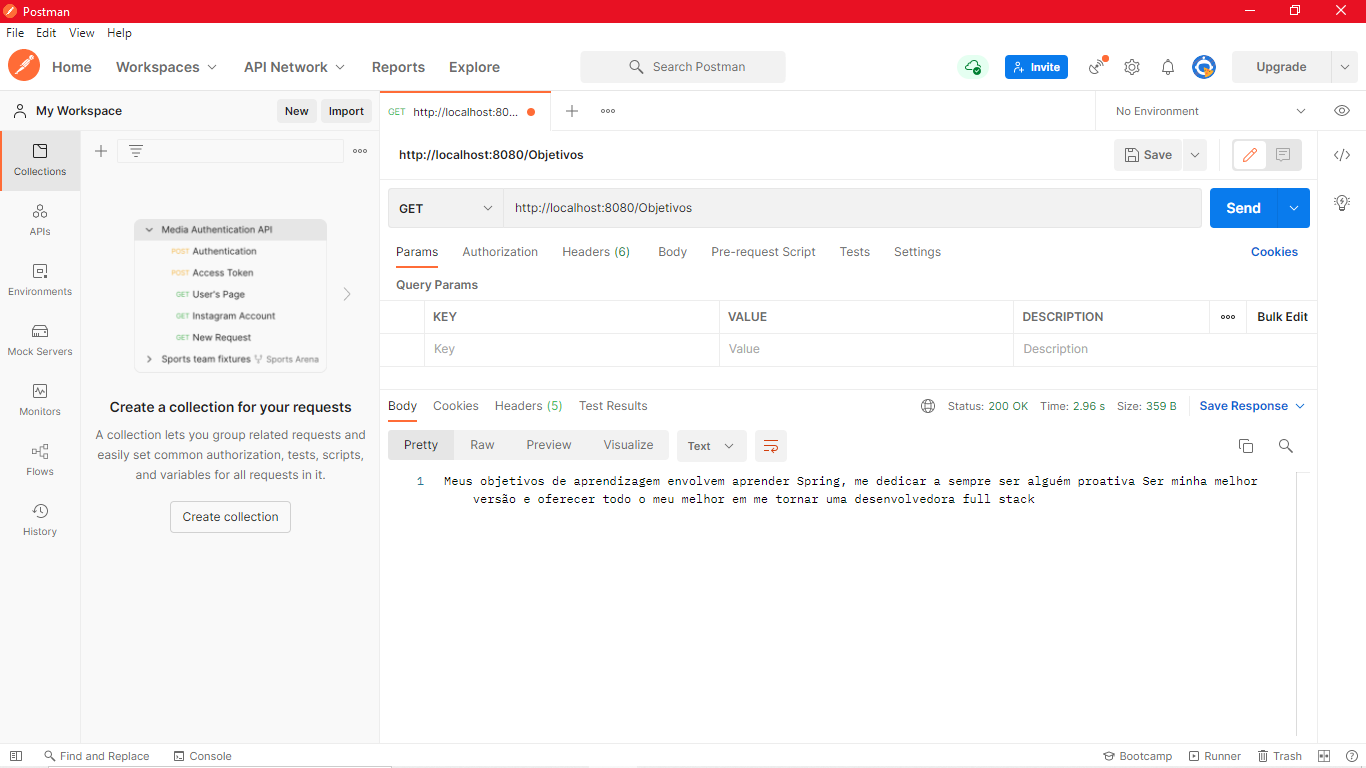 Postman
File Edit View Help
Home Workspaces API Network Reports Explore Search Postman Invite Upgrade
My Workspace New Import GET http://localhost:80... No Environment
Collections
APIs
Environments
Mock Servers
Monitors
Flows
History
Media Authentication API
POST Authentication
POST Access Token
GET User's Page
GET Instagram Account
GET New Request
Sports team fixtures Sports Arena
Create a collection for your requests
A collection lets you group related requests and
easily set common authorization, tests, scripts,
and variables for all requests in it.
Create collection
http://localhost:8080/Objetivos Save
GET http://localhost:8080/Objetivos Send
Params Authorization Headers (6) Body Pre-request Script Tests Settings Cookies
Query Params
KEY VALUE DESCRIPTION Bulk Edit
Key Value Description
Body Cookies Headers (5) Test Results Status: 200 OK Time: 2.96 s Size: 359 B Save Response
Pretty Raw Preview Visualize Text
1 Meus objetivos de aprendizagem envolvem aprender Spring, me dedicar a sempre ser alguém proativa Ser minha melhor
versão e oferecer todo o meu melhor em me tornar uma desenvolvedora full stack
Find and Replace Console Bootcamp Runner Trash